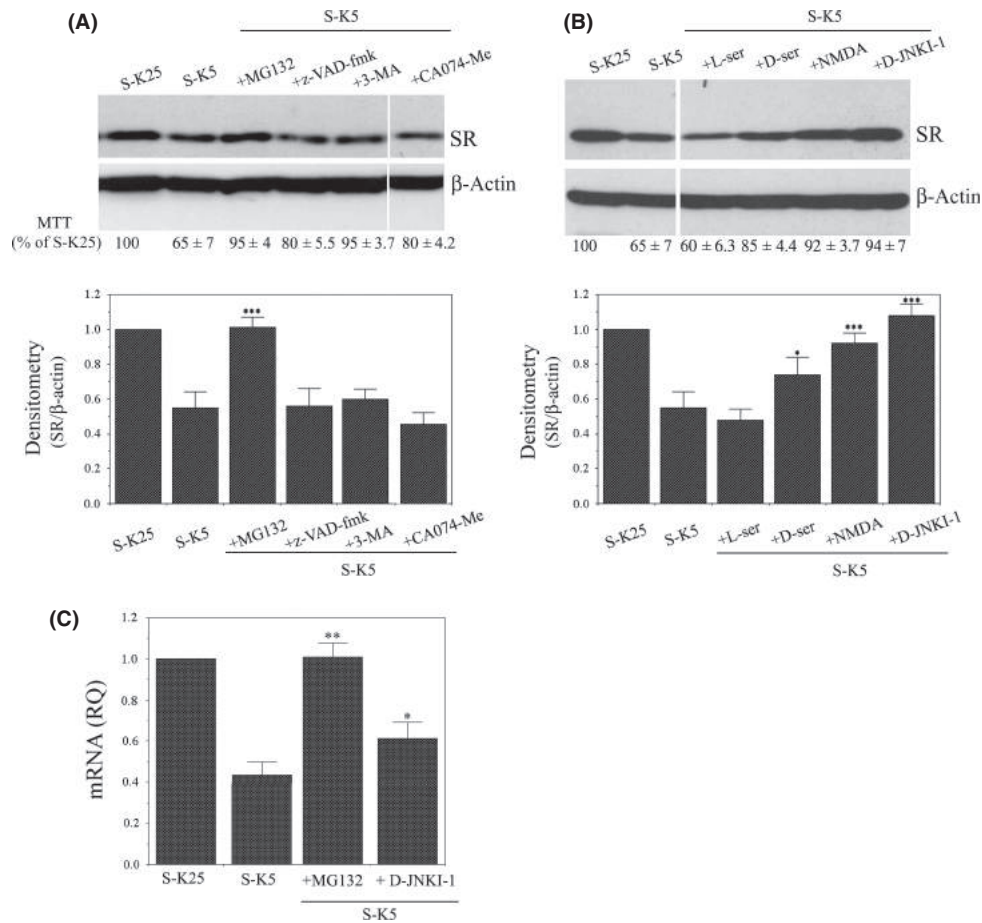 (A)
S-K5
S-K25 S-K5 +MG132 +z-VAD-fmk +3-MA +CA074-Me
SR
β-Actin
MTT
(% of S-K25) 100 65 ± 7 95 ± 4 80 ± 5.5 95 ± 3.7 80 ± 4.2
1.2
***
1.0
0.8
0.6
0.4
0.2
0.0
Densitometry
(SR/β-actin)
S-K25 S-K5 +MG132 +z-VAD-fmk +3-MA +CA074-Me
S-K5
(B)
S-K5
S-K25 S-K5 +L-ser +D-ser +NMDA +D-JNKI-1
SR
β-Actin
100 65 ± 7 60 ± 6.3 85 ± 4.4 92 ± 3.7 94 ± 7
1.2
* *** ***
1.0
0.8
0.6
0.4
0.2
0.0
Densitometry
(SR/β-actin)
S-K25 S-K5 +L-ser +D-ser +NMDA +D-JNKI-1
S-K5
(C)
1.2
** *
1.0
0.8
0.6
0.4
0.2
0.0
mRNA (RQ)
S-K25 S-K5 +MG132 + D-JNKI-1
S-K5